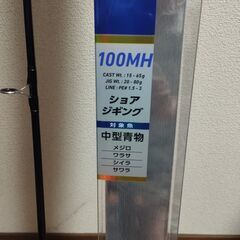 100MH
CAST Wt. : 15 - 65g
JIG Wt. : 20 - 80g
LINE : PE# 1.5 - 3
ショア
ジギング
対象魚
中型青物
メジロ
ワラサ
シイラ
サワラ